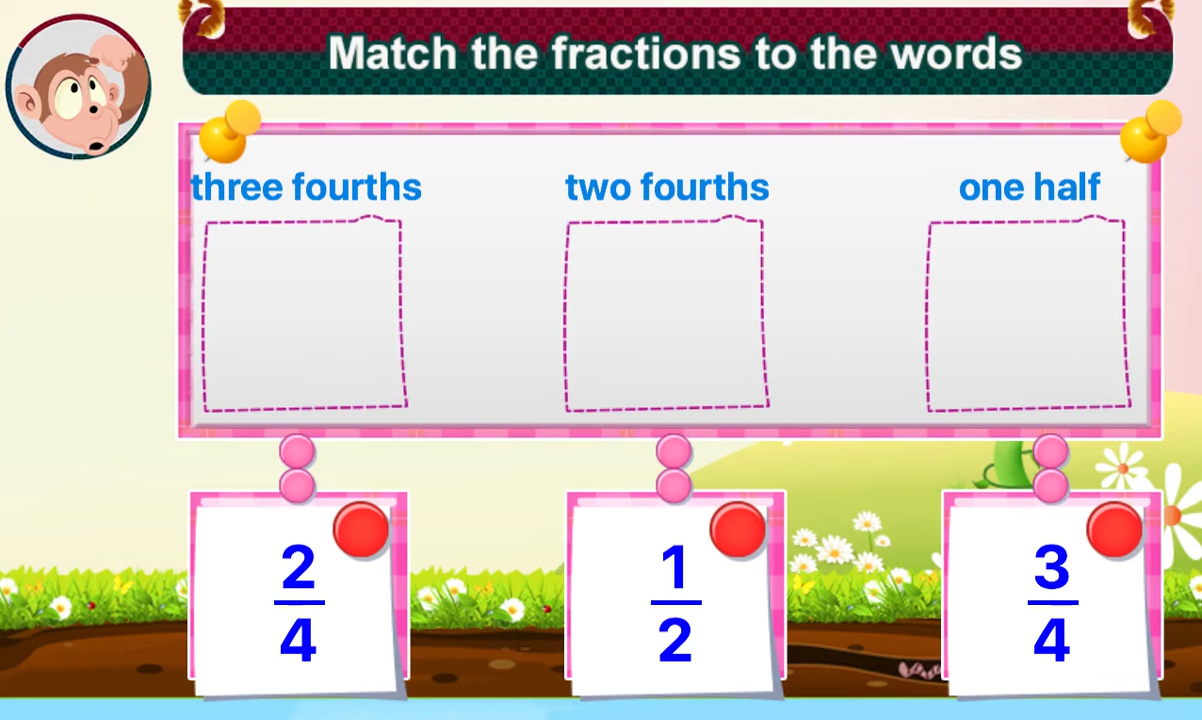 Match the fractions to the words
three fourths two fourths one half
2/4 1/2 3/4